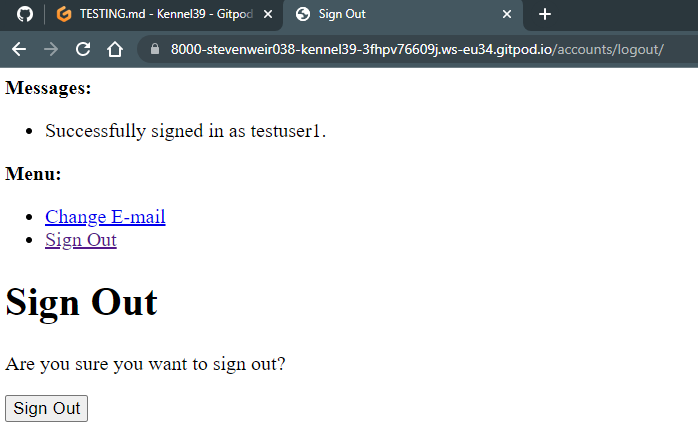 TESTING.md - Kennel39 - Gitpod
Sign Out
8000-stevenweir038-kennel39-3fhpv76609j.ws-eu34.gitpod.io/accounts/logout/
Messages:
Successfully signed in as testuser1.
Menu:
Change E-mail
Sign Out
Sign Out
Are you sure you want to sign out?
Sign Out